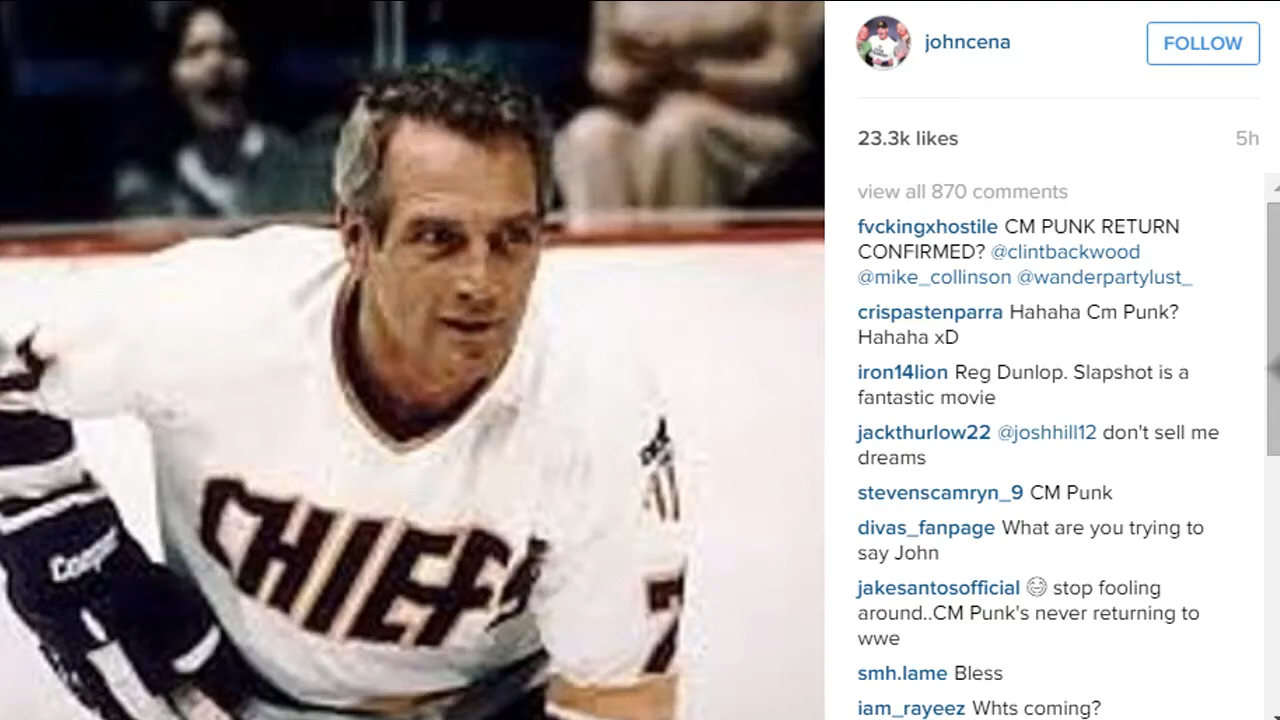 CHIEFS
Cooper
7
johncena
FOLLOW
23.3k likes
5h
view all 870 comments
fvckingxhostile CM PUNK RETURN
CONFIRMED? @clintbackwood
@mike_collinson @wanderpartylust_
crispastenparra Hahaha Cm Punk?
Hahaha xD
iron14lion Reg Dunlop. Slapshot is a
fantastic movie
jackthurlow22 @joshhill12 don't sell me
dreams
stevenscamryn_9 CM Punk
divas_fanpage What are you trying to
say John
jakesantosofficial 😅 stop fooling
around..CM Punk's never returning to
wwe
smh.lame Bless
iam_rayeez Whts coming?